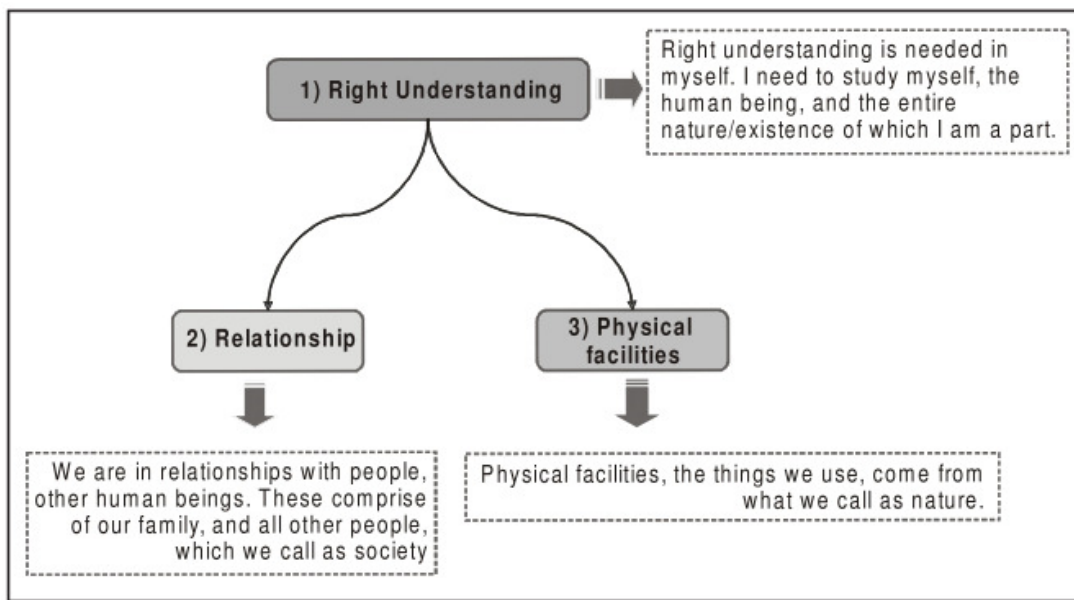 1) Right Understanding
Right understanding is needed in
myself. I need to study myself, the
human being, and the entire
nature/existence of which I am a part.
2) Relationship
3) Physical
facilities
We are in relationships with people,
other human beings. These comprise
of our family, and all other people,
which we call as society
Physical facilities, the things we use, come from
what we call as nature.